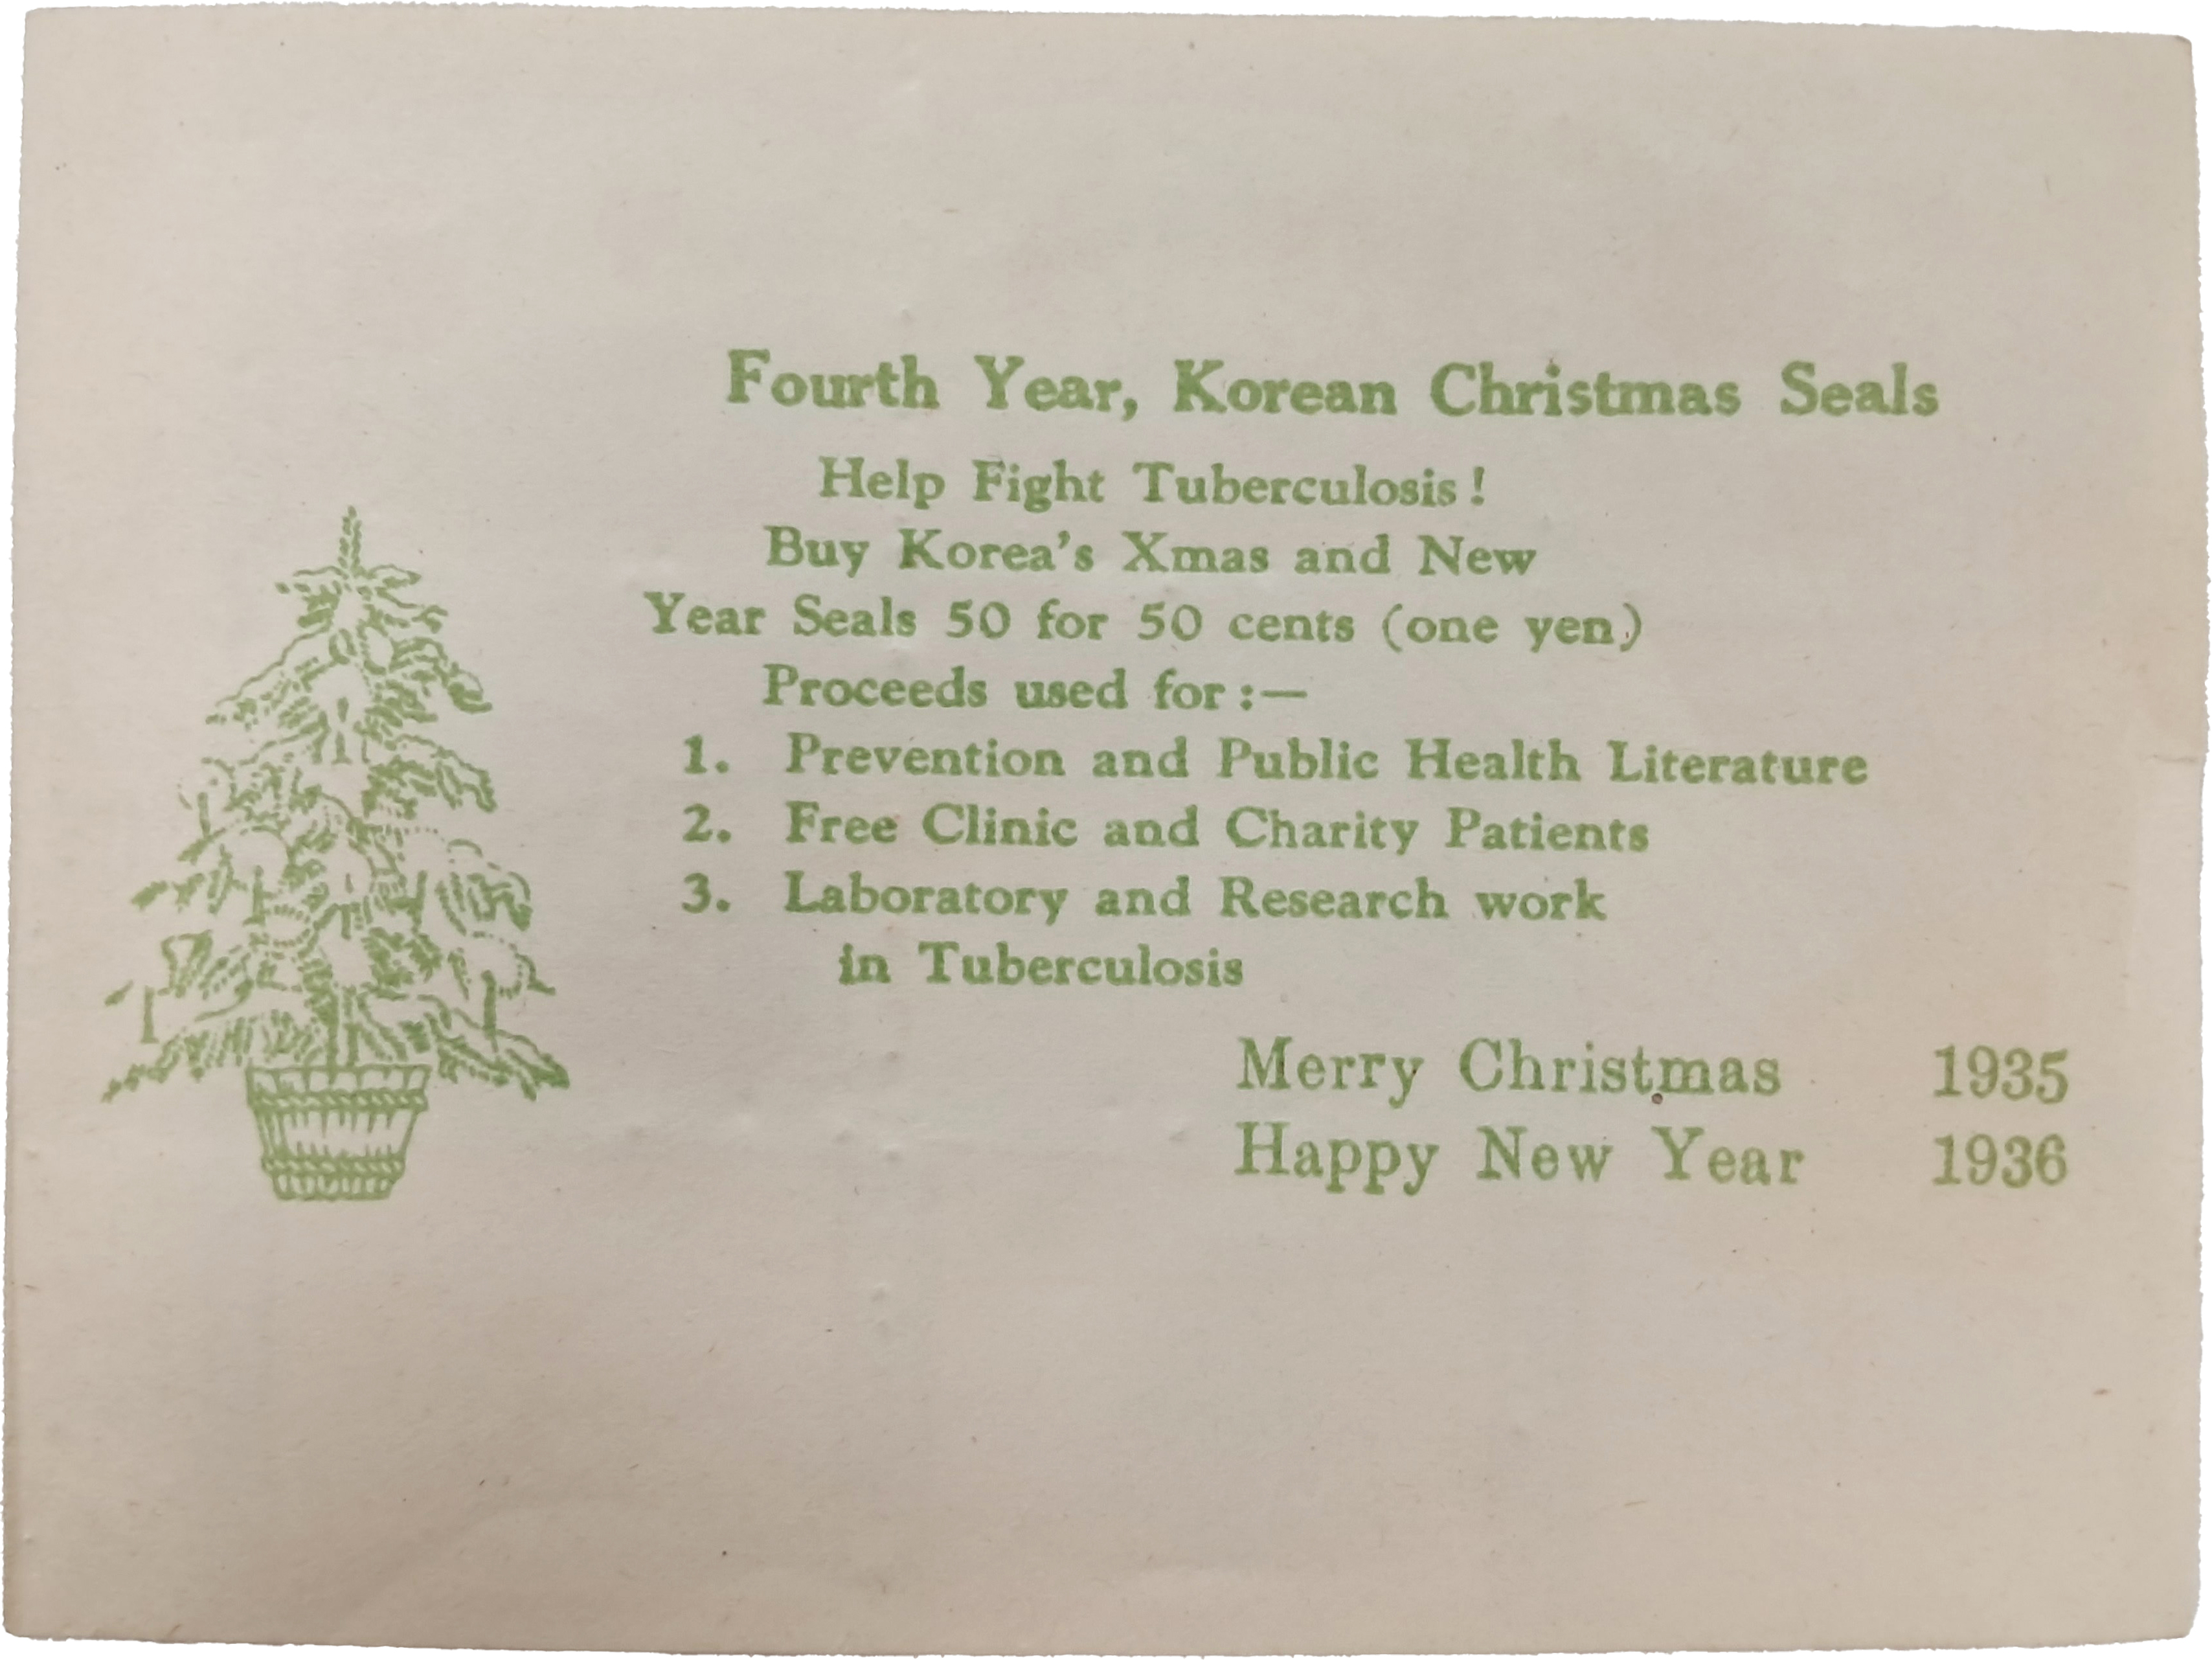 Fourth Year, Korean Christmas Seals
Help Fight Tuberculosis!
Buy Korea's Xmas and New
Year Seals 50 for 50 cents (one yen)
Proceeds used for:—
1. Prevention and Public Health Literature
2. Free Clinic and Charity Patients
3. Laboratory and Research work
in Tuberculosis
Merry Christmas 1935
Happy New Year 1936